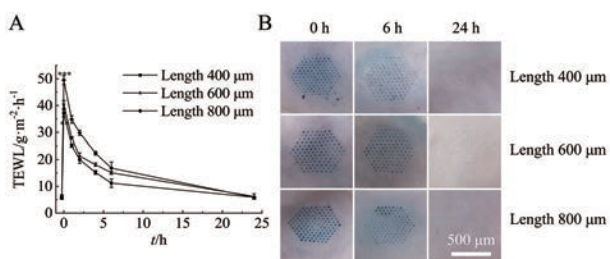 A
TEWL/g·m⁻²·h⁻¹
50
40
30
20
10
0
***
Length 400 μm
Length 600 μm
Length 800 μm
0 5 10 15 20 25
t/h
B
0 h 6 h 24 h
Length 400 μm
Length 600 μm
Length 800 μm
500 μm